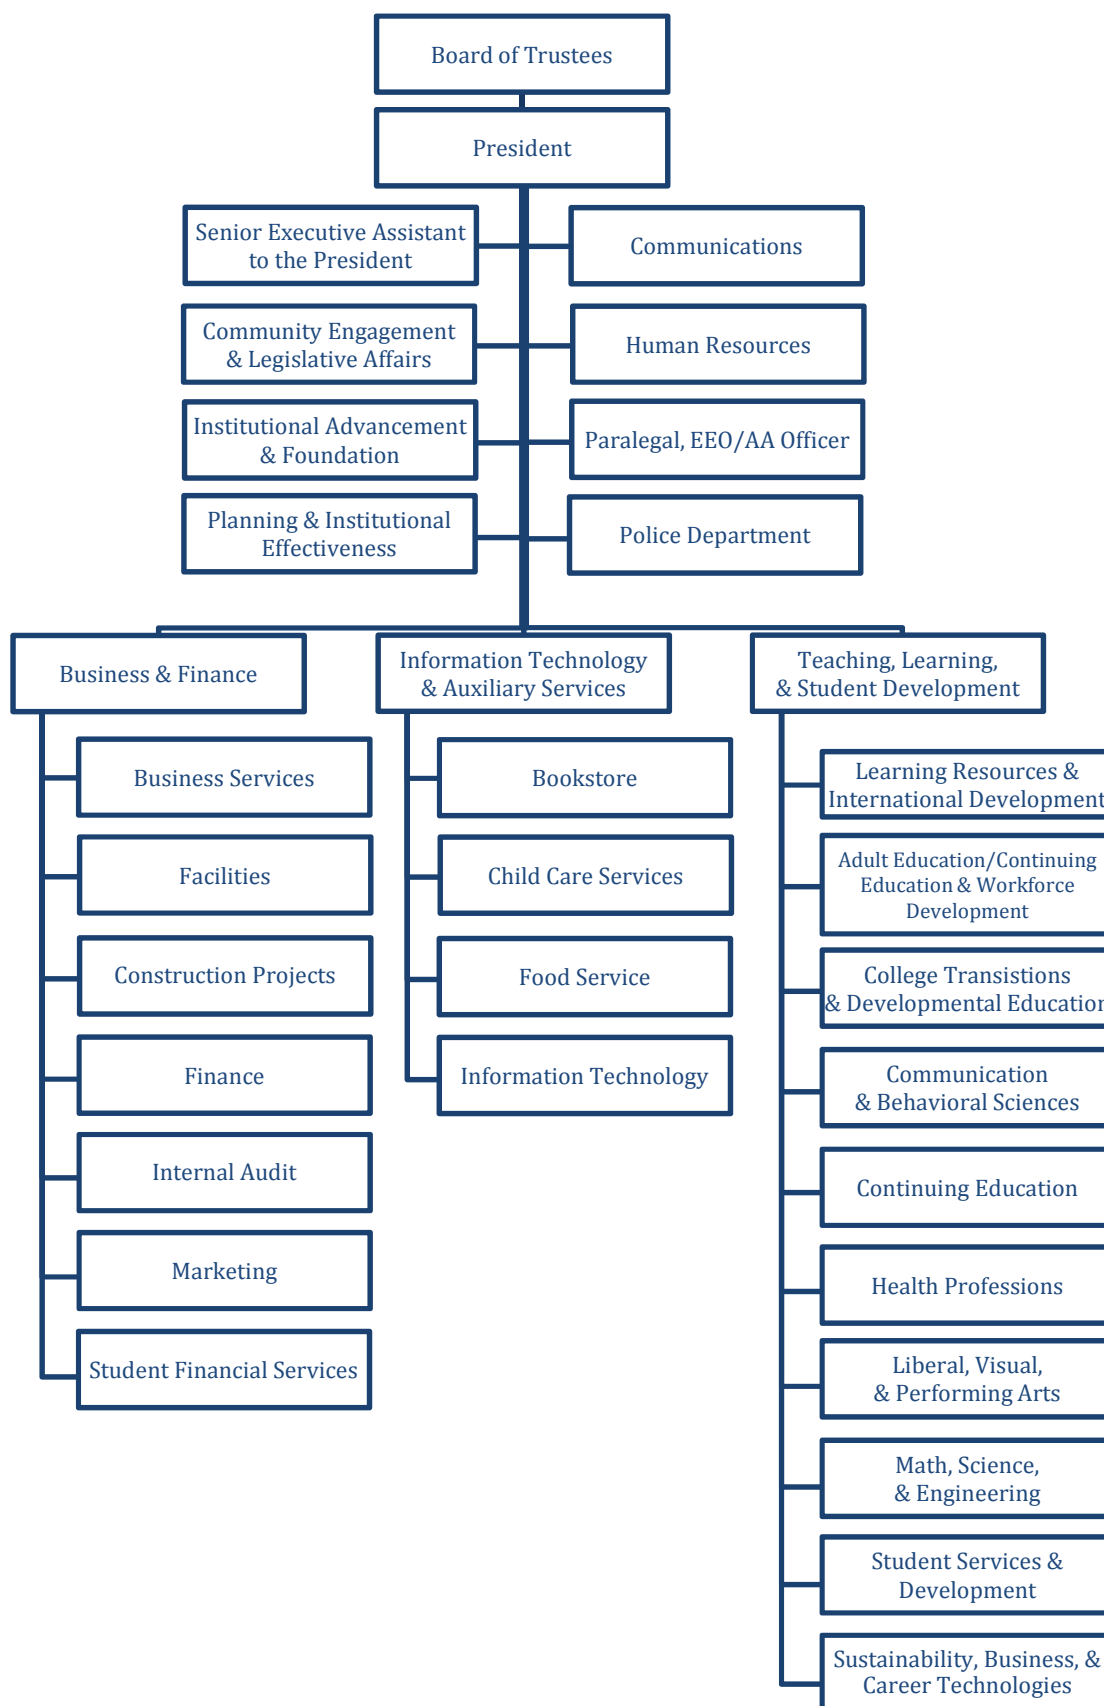 Board of Trustees
President
Senior Executive Assistant
to the President
Communications
Community Engagement
& Legislative Affairs
Human Resources
Institutional Advancement
& Foundation
Paralegal, EEO/AA Officer
Planning & Institutional
Effectiveness
Police Department
Business & Finance
Information Technology
& Auxiliary Services
Teaching, Learning,
& Student Development
Business Services
Facilities
Construction Projects
Finance
Internal Audit
Marketing
Student Financial Services
Bookstore
Child Care Services
Food Service
Information Technology
Learning Resources &
International Development
Adult Education/Continuing
Education & Workforce
Development
College Transistions
& Developmental Education
Communication
& Behavioral Sciences
Continuing Education
Health Professions
Liberal, Visual,
& Performing Arts
Math, Science,
& Engineering
Student Services &
Development
Sustainability, Business, &
Career Technologies